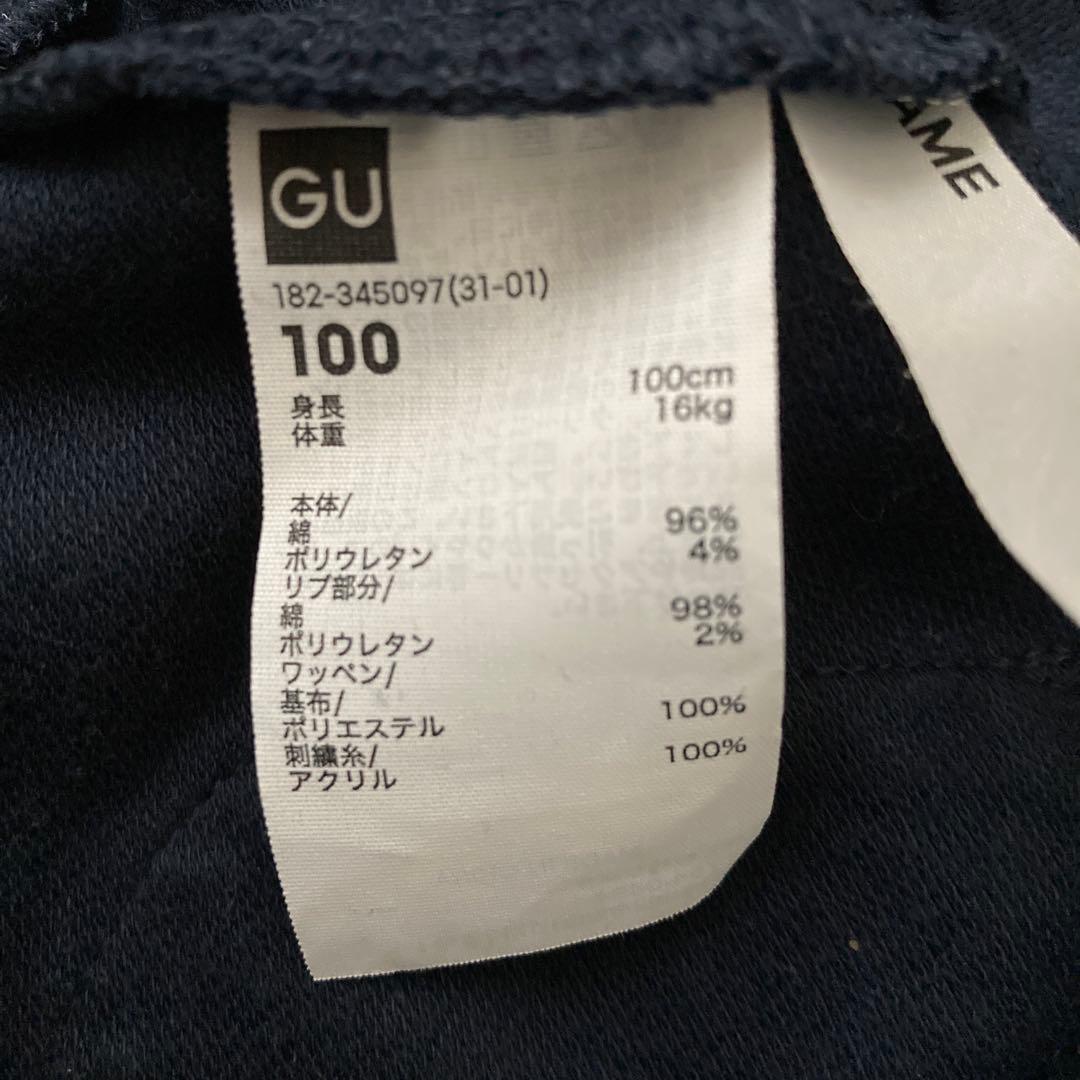 GU
182-345097(31-01)
100
身長 100cm
体重 16kg
本体/
綿 96%
ポリウレタン 4%
リブ部分/
綿 98%
ポリウレタン 2%
ワッペン/
基布/
ポリエステル 100%
刺繍糸/
アクリル 100%
AME